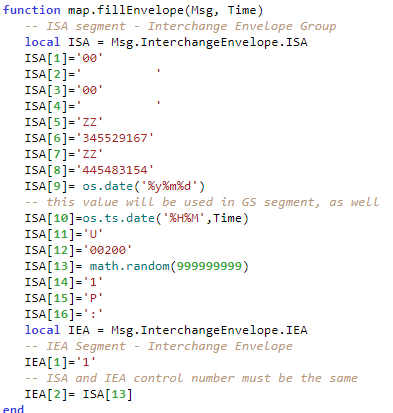 function map.fillEnvelope(Msg, Time)
   -- ISA segment - Interchange Envelope Group
   local ISA = Msg.InterchangeEnvelope.ISA
   ISA[1]='00'
   ISA[2]='          '
   ISA[3]='00'
   ISA[4]='          '
   ISA[5]='ZZ'
   ISA[6]='345529167'
   ISA[7]='ZZ'
   ISA[8]='445483154'
   ISA[9]= os.date('%y%m%d')
   -- this value will be used in GS segment, as well
   ISA[10]=os.ts.date('%H%M',Time)
   ISA[11]='U'
   ISA[12]='00200'
   ISA[13]= math.random(999999999)
   ISA[14]='1'
   ISA[15]='P'
   ISA[16]=':'
   local IEA = Msg.InterchangeEnvelope.IEA
   -- IEA Segment - Interchange Envelope
   IEA[1]='1'
   -- ISA and IEA control number must be the same
   IEA[2]= ISA[13]
end